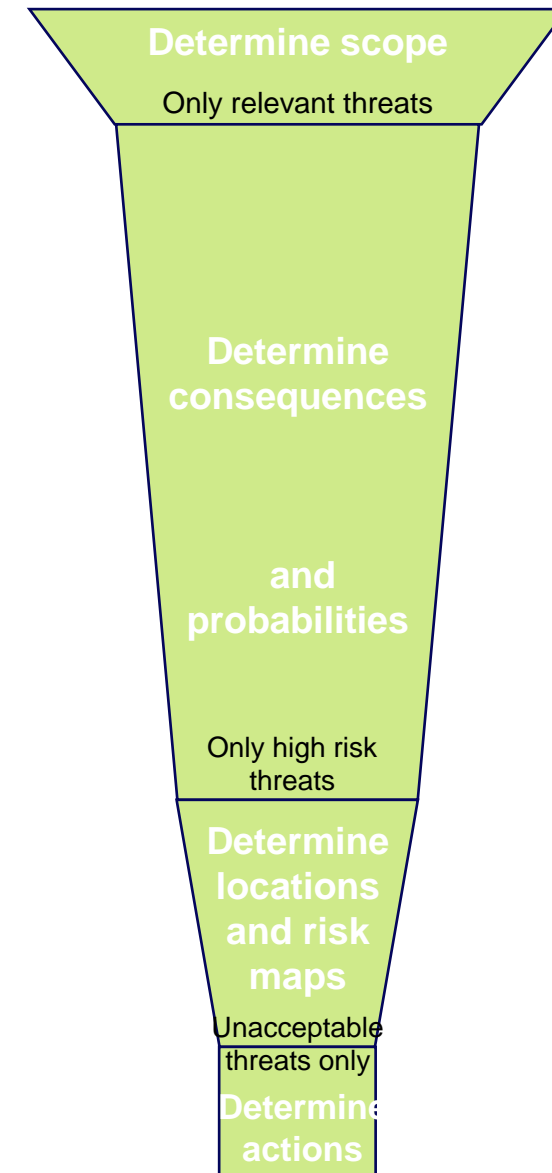 Determine scope
Only relevant threats
Determine
consequences
and
probabilities
Only high risk
threats
Determine
locations
and risk
maps
Unacceptable
threats only
Determine
actions